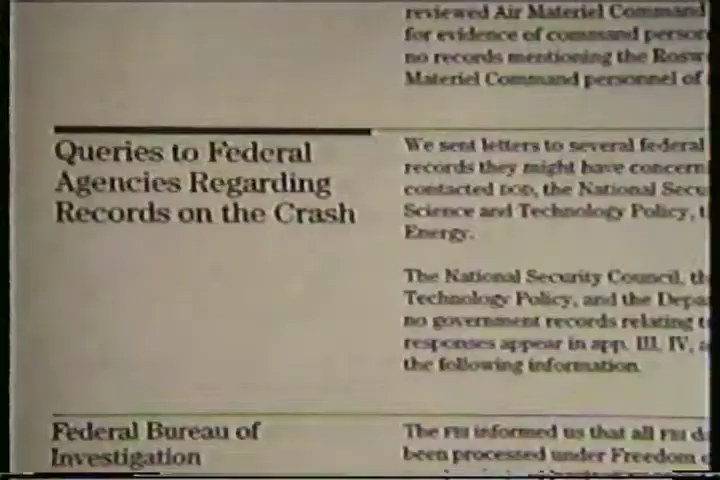 reviewed Air Materiel Command
for evidence of command person
no records mentioning the Rosw
Materiel Command personnel of
Queries to Federal
Agencies Regarding
Records on the Crash
We sent letters to several federal
records they might have concern
contacted DOD, the National Secu
Science and Technology Policy, t
Energy.
The National Security Council, th
Technology Policy, and the Depa
no government records relating t
responses appear in app. III, IV, a
the following information.
Federal Bureau of
Investigation
The FBI informed us that all FBI d
been processed under Freedom o